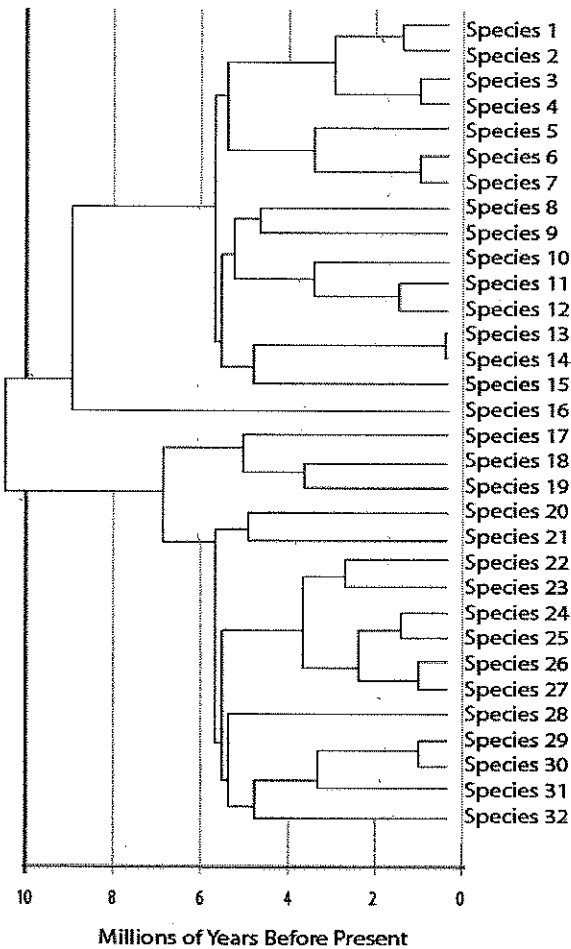 Species 1
Species 2
Species 3
Species 4
Species 5
Species 6
Species 7
Species 8
Species 9
Species 10
Species 11
Species 12
Species 13
Species 14
Species 15
Species 16
Species 17
Species 18
Species 19
Species 20
Species 21
Species 22
Species 23
Species 24
Species 25
Species 26
Species 27
Species 28
Species 29
Species 30
Species 31
Species 32
10 8 6 4 2 0
Millions of Years Before Present